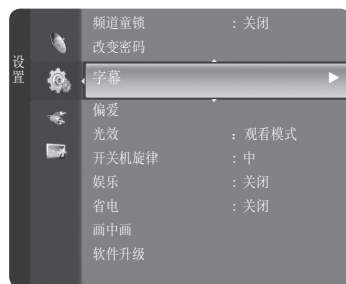 设置
频道童锁 : 关闭
改变密码
字幕
偏爱
光效 : 观看模式
开关机旋律 : 中
娱乐 : 关闭
省电 : 关闭
画中画
软件升级